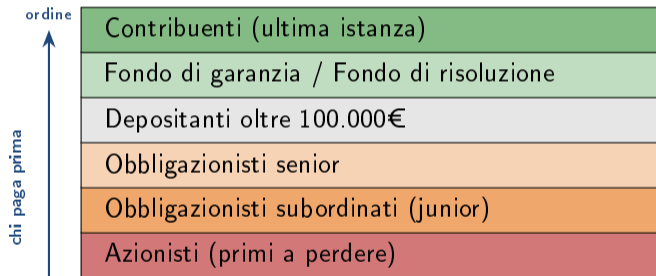 ordine
Contribuenti (ultima istanza)
Fondo di garanzia / Fondo di risoluzione
Depositanti oltre 100.000€
Obbligazionisti senior
Obbligazionisti subordinati (junior)
Azionisti (primi a perdere)
chi paga prima